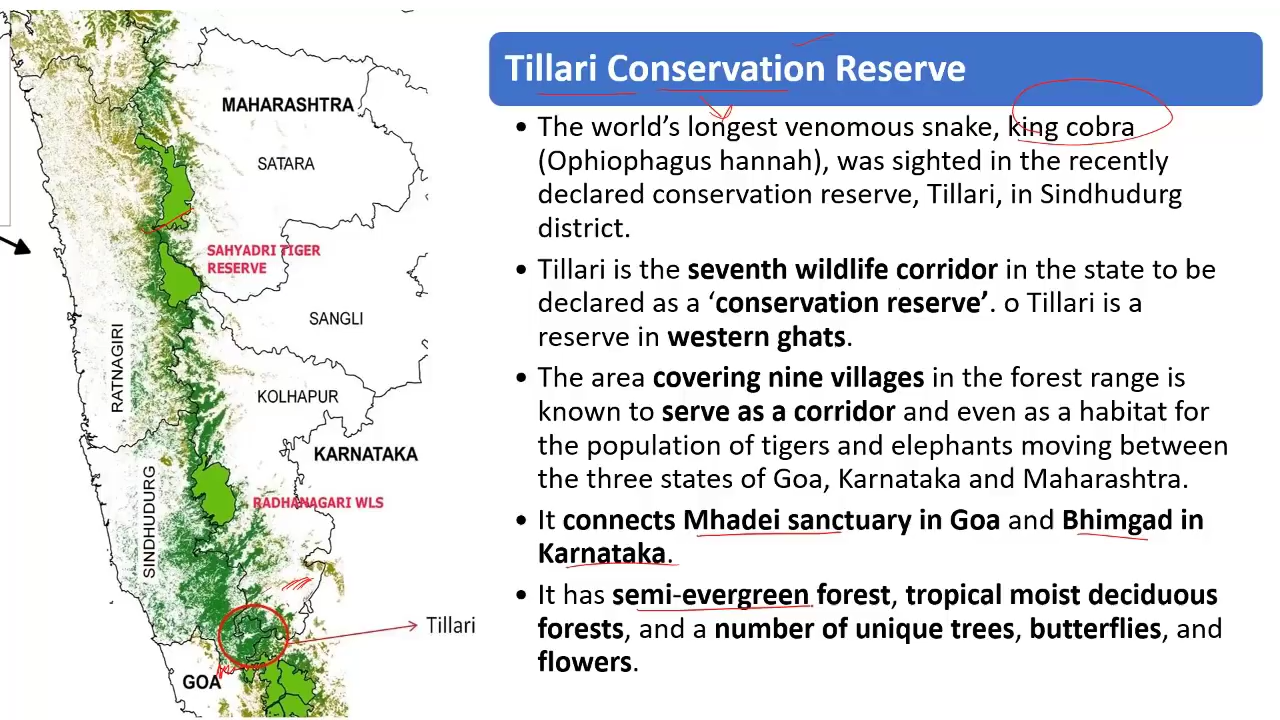 MAHARASHTRA
SATARA
SAHYADRI TIGER
RESERVE
SANGLI
RATNAGIRI
KOLHAPUR
KARNATAKA
SINDHUDURG
RADHANAGARI WLS
Tillari
GOA
Tillari Conservation Reserve
• The world's longest venomous snake, king cobra
(Ophiophagus hannah), was sighted in the recently
declared conservation reserve, Tillari, in Sindhudurg
district.
• Tillari is the seventh wildlife corridor in the state to be
declared as a ‘conservation reserve’. o Tillari is a
reserve in western ghats.
• The area covering nine villages in the forest range is
known to serve as a corridor and even as a habitat for
the population of tigers and elephants moving between
the three states of Goa, Karnataka and Maharashtra.
• It connects Mhadei sanctuary in Goa and Bhimgad in
Karnataka.
• It has semi-evergreen forest, tropical moist deciduous
forests, and a number of unique trees, butterflies, and
flowers.